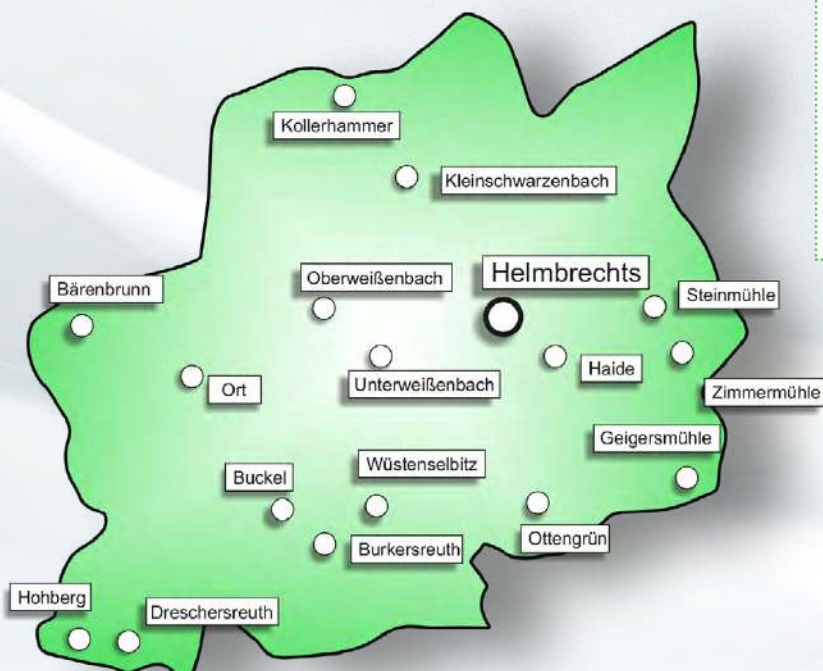 Kollerhammer
Kleinschwarzenbach
Helmbrechts
Oberweißenbach
Bärenbrunn
Steinmühle
Haide
Unterweißenbach
Ort
Zimmermühle
Geigersmühle
Wüstenselbitz
Buckel
Ottengrün
Burkersreuth
Hohberg
Dreschersreuth